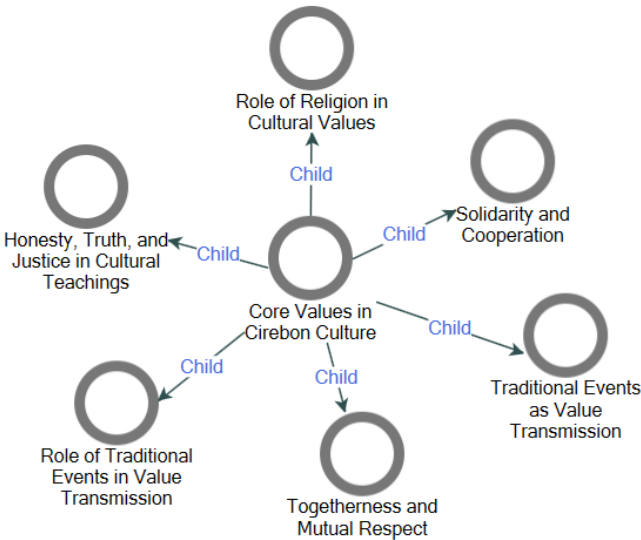 Role of Religion in
Cultural Values
Child
Solidarity and
Cooperation
Child
Honesty, Truth, and
Justice in Cultural
Teachings
Child
Core Values in
Cirebon Culture
Child
Traditional Events
as Value
Transmission
Child
Role of Traditional
Events in Value
Transmission
Child
Togetherness and
Mutual Respect